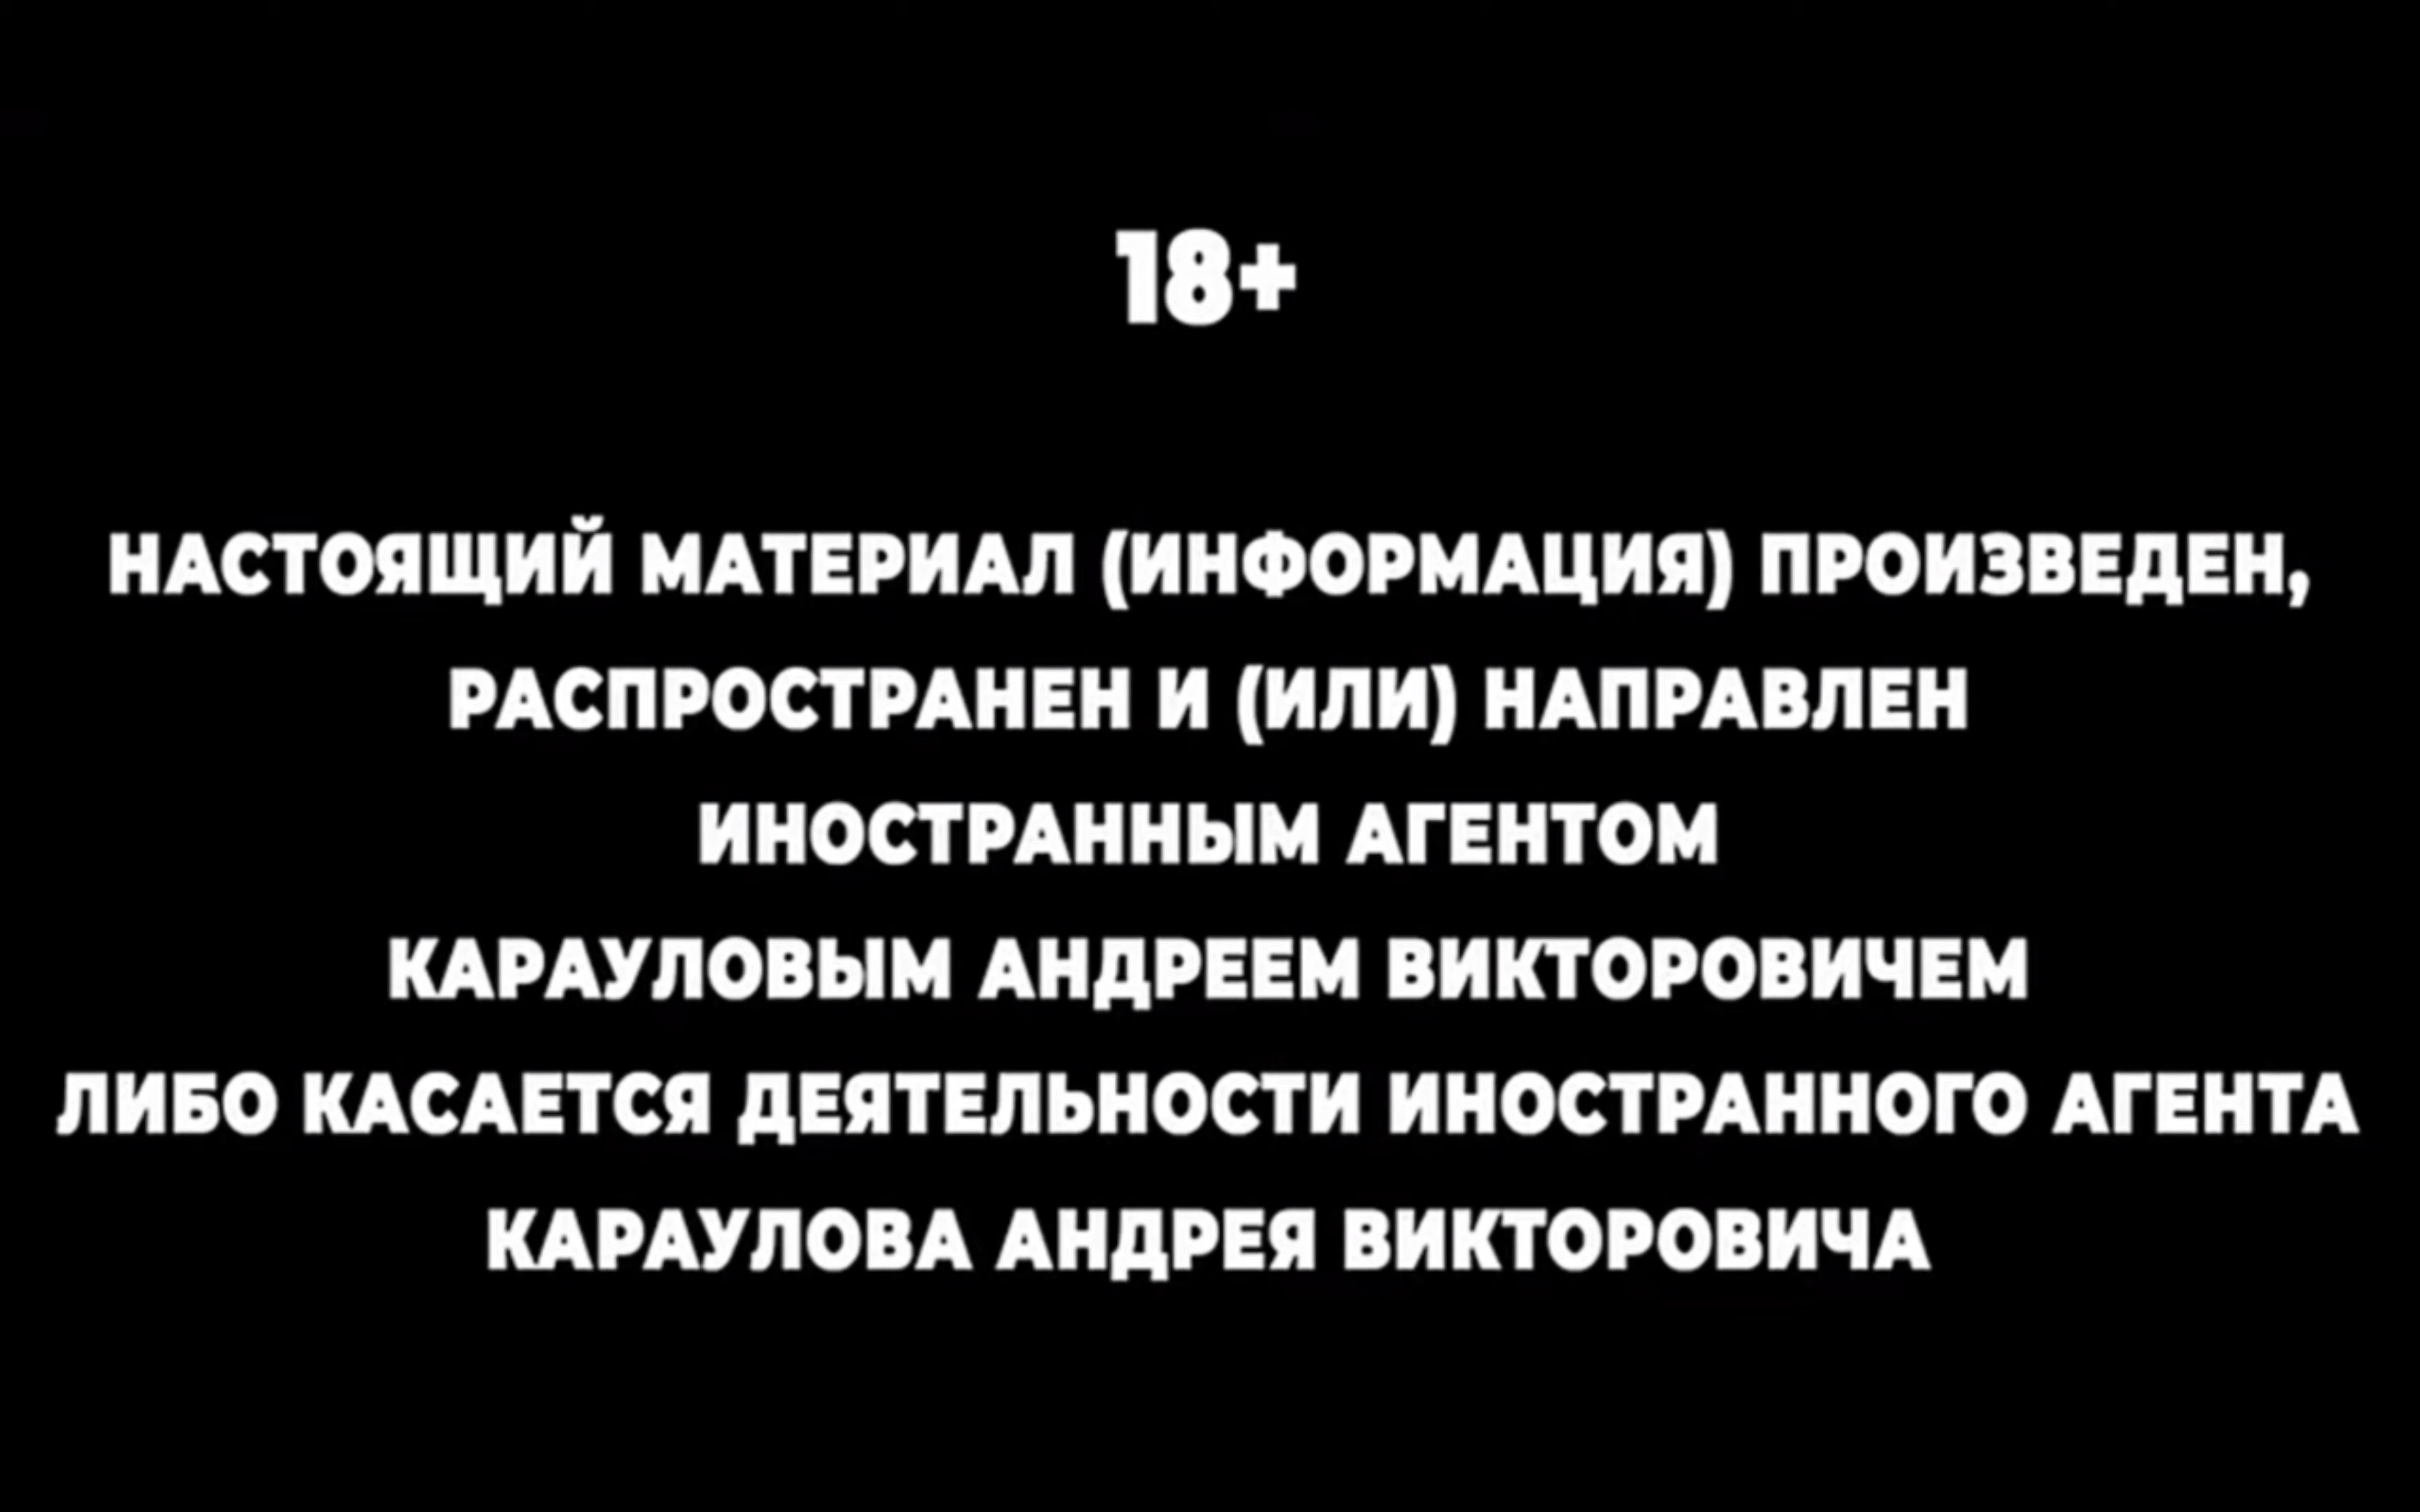 18+
НАСТОЯЩИЙ МАТЕРИАЛ (ИНФОРМАЦИЯ) ПРОИЗВЕДЕН,
РАСПРОСТРАНЕН И (ИЛИ) НАПРАВЛЕН
ИНОСТРАННЫМ АГЕНТОМ
КАРАУЛОВЫМ АНДРЕЕМ ВИКТОРОВИЧЕМ
ЛИБО КАСАЕТСЯ ДЕЯТЕЛЬНОСТИ ИНОСТРАННОГО АГЕНТА
КАРАУЛОВА АНДРЕЯ ВИКТОРОВИЧА